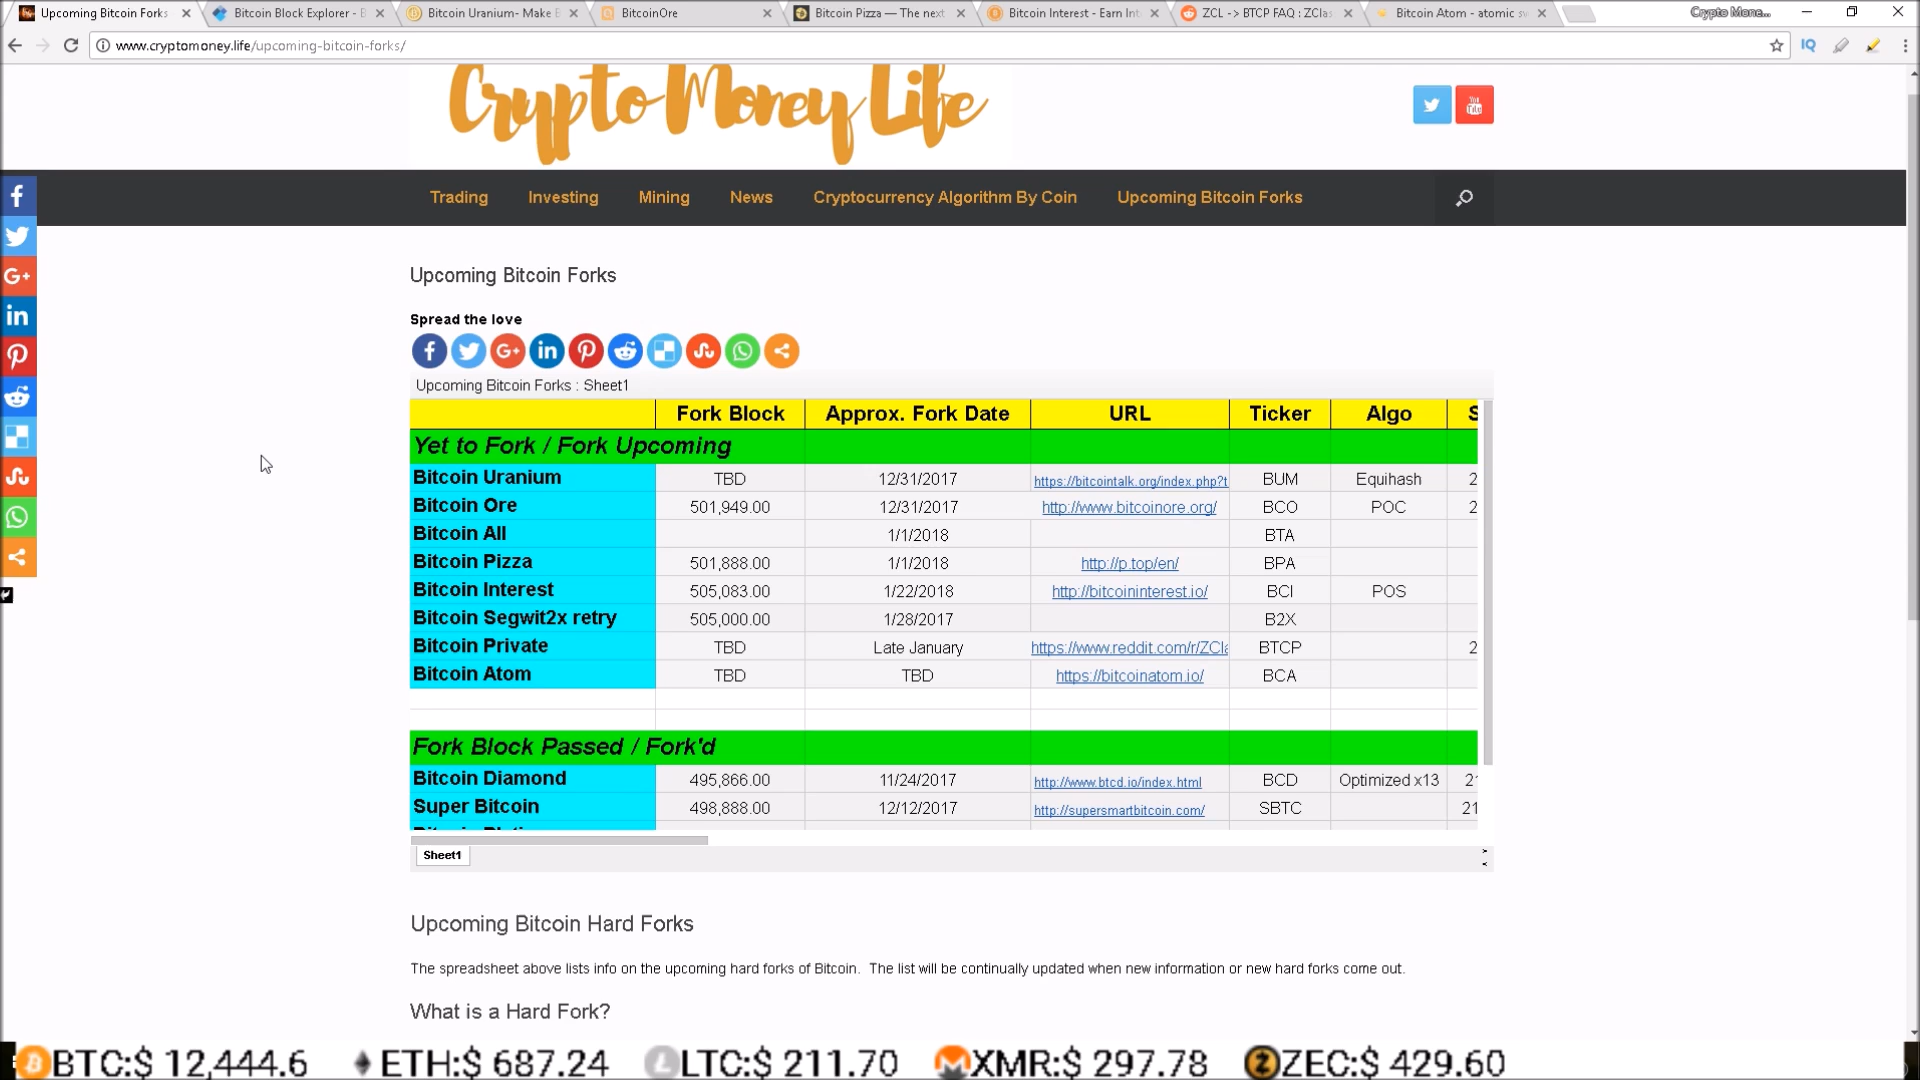 Upcoming Bitcoin Forks
Bitcoin Block Explorer - B
Bitcoin Uranium- Make B
BitcoinOre
Bitcoin Pizza — The next
Bitcoin Interest - Earn Int
ZCL -> BTCP FAQ : ZClas
Bitcoin Atom - atomic sw
Crypto Mone...
www.cryptomoney.life/upcoming-bitcoin-forks/
Crypto Money Life
Trading Investing Mining News Cryptocurrency Algorithm By Coin Upcoming Bitcoin Forks
Upcoming Bitcoin Forks
Spread the love
Upcoming Bitcoin Forks : Sheet1
Fork Block Approx. Fork Date URL Ticker Algo S
Yet to Fork / Fork Upcoming
Bitcoin Uranium TBD 12/31/2017 https://bitcointalk.org/index.php?t BUM Equihash 2
Bitcoin Ore 501,949.00 12/31/2017 http://www.bitcoinore.org/ BCO POC 2
Bitcoin All 1/1/2018 BTA
Bitcoin Pizza 501,888.00 1/1/2018 http://p.top/en/ BPA
Bitcoin Interest 505,083.00 1/22/2018 http://bitcoininterest.io/ BCI POS
Bitcoin Segwit2x retry 505,000.00 1/28/2017 B2X
Bitcoin Private TBD Late January https://www.reddit.com/r/ZCla BTCP 2
Bitcoin Atom TBD TBD https://bitcoinatom.io/ BCA
Fork Block Passed / Fork'd
Bitcoin Diamond 495,866.00 11/24/2017 http://www.btcd.io/index.html BCD Optimized x13 21
Super Bitcoin 498,888.00 12/12/2017 http://supersmartbitcoin.com/ SBTC 21
Sheet1
Upcoming Bitcoin Hard Forks
The spreadsheet above lists info on the upcoming hard forks of Bitcoin. The list will be continually updated when new information or new hard forks come out.
What is a Hard Fork?
BTC:$ 12,444.6 ETH:$ 687.24 LTC:$ 211.70 XMR:$ 297.78 ZEC:$ 429.60